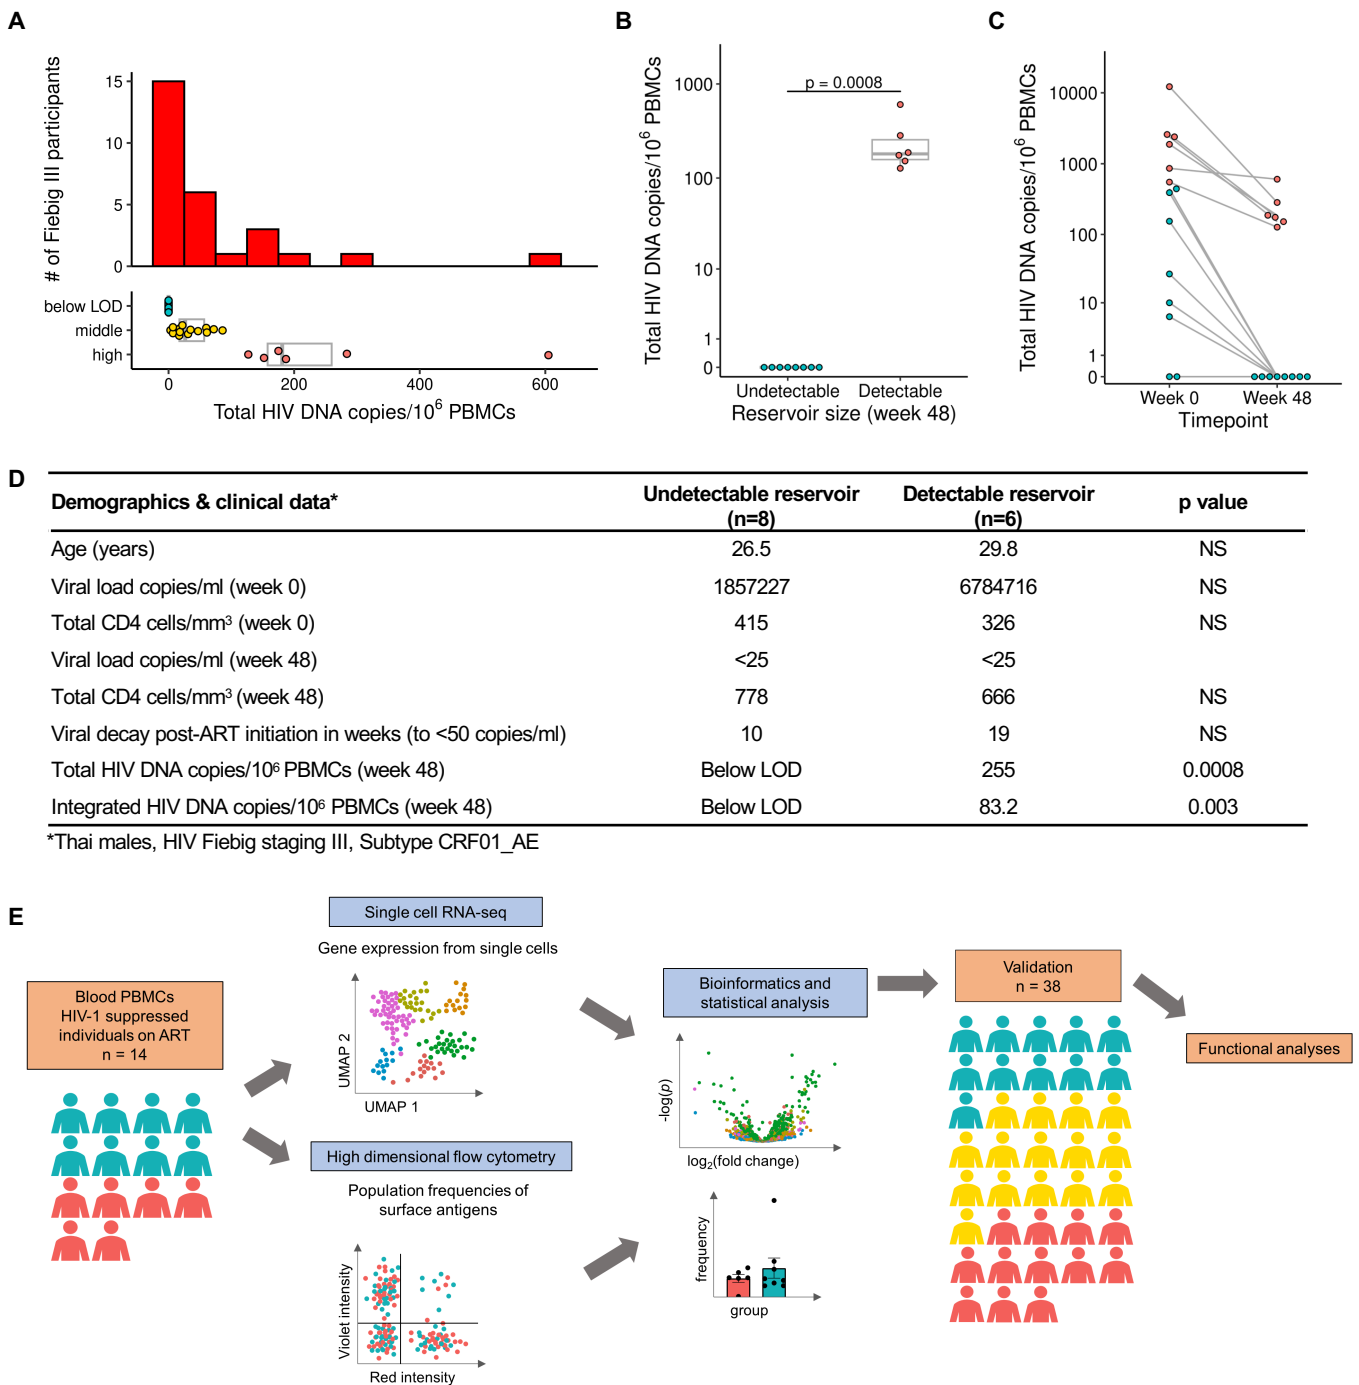 A
# of Fiebig III participants
15
10
5
0
below LOD
middle
high
0 200 400 600
Total HIV DNA copies/10⁶ PBMCs
B
Total HIV DNA copies/10⁶ PBMCs
1000
100
10
1
0
p = 0.0008
Undetectable Detectable
Reservoir size (week 48)
C
Total HIV DNA copies/10⁶ PBMCs
10000
1000
100
10
1
0
Week 0 Week 48
Timepoint
D
Demographics & clinical data* Undetectable reservoir (n=8) Detectable reservoir (n=6) p value
Age (years) 26.5 29.8 NS
Viral load copies/ml (week 0) 1857227 6784716 NS
Total CD4 cells/mm³ (week 0) 415 326 NS
Viral load copies/ml (week 48) <25 <25
Total CD4 cells/mm³ (week 48) 778 666 NS
Viral decay post-ART initiation in weeks (to <50 copies/ml) 10 19 NS
Total HIV DNA copies/10⁶ PBMCs (week 48) Below LOD 255 0.0008
Integrated HIV DNA copies/10⁶ PBMCs (week 48) Below LOD 83.2 0.003
*Thai males, HIV Fiebig staging III, Subtype CRF01_AE
E
Blood PBMCs
HIV-1 suppressed
individuals on ART
n = 14
Single cell RNA-seq
Gene expression from single cells
UMAP 2
UMAP 1
High dimensional flow cytometry
Population frequencies of
surface antigens
Violet intensity
Red intensity
Bioinformatics and
statistical analysis
-log(p)
log₂(fold change)
frequency
group
Validation
n = 38
Functional analyses